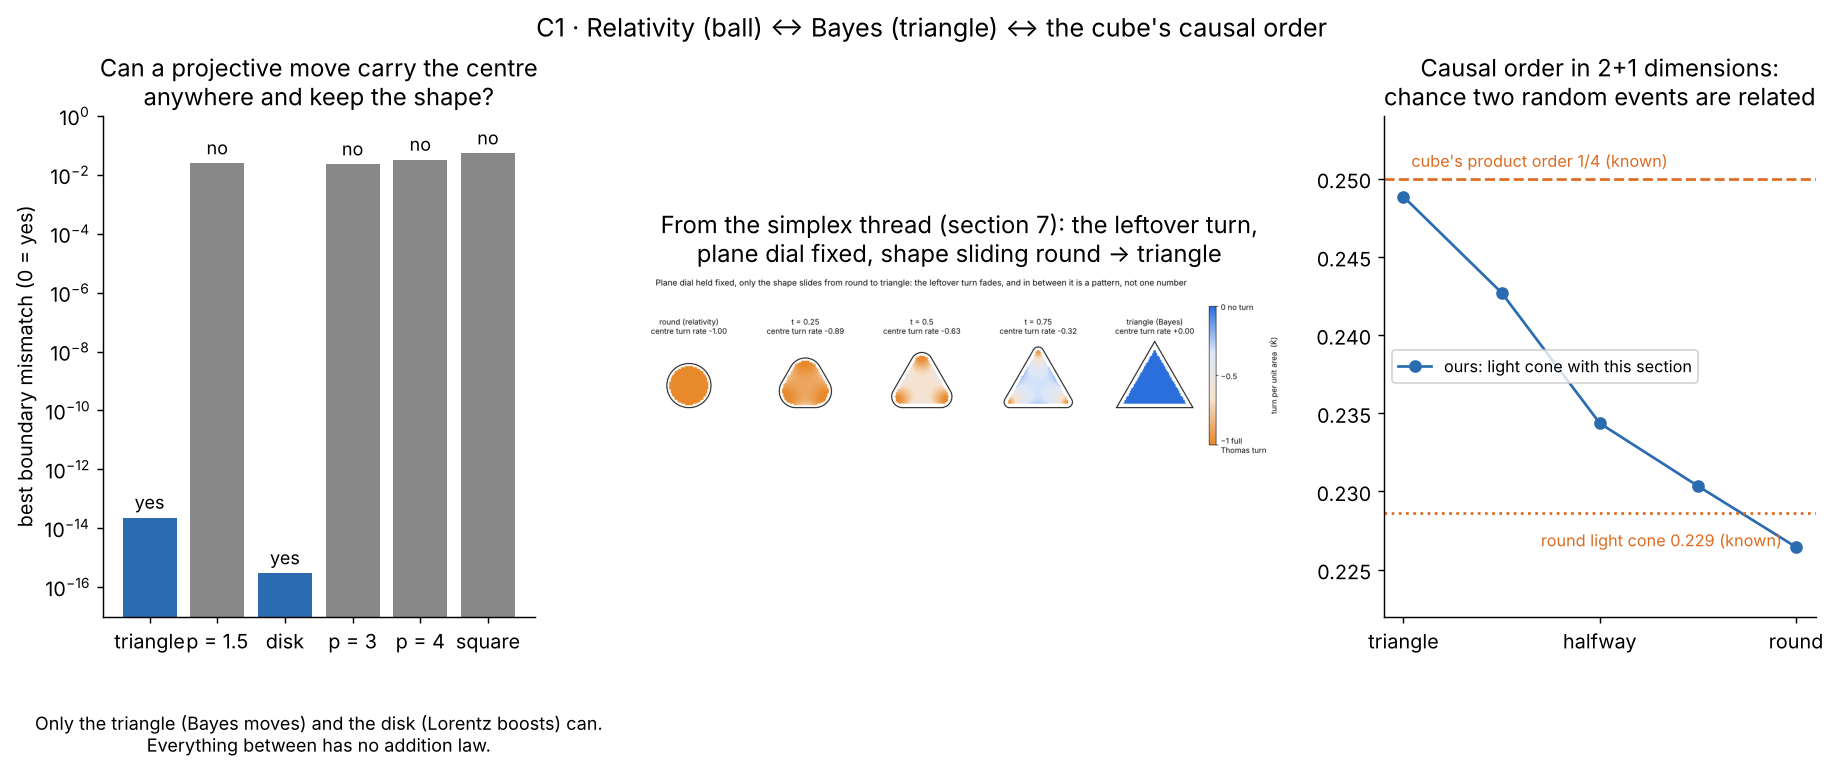 C1 · Relativity (ball) ↔ Bayes (triangle) ↔ the cube's causal order
Can a projective move carry the centre
anywhere and keep the shape?
best boundary mismatch (0 = yes)
10⁰
10⁻²
10⁻⁴
10⁻⁶
10⁻⁸
10⁻¹⁰
10⁻¹²
10⁻¹⁴
10⁻¹⁶
yes
no
yes
no
no
no
triangle
p = 1.5
disk
p = 3
p = 4
square
Only the triangle (Bayes moves) and the disk (Lorentz boosts) can.
Everything between has no addition law.
From the simplex thread (section 7): the leftover turn,
plane dial fixed, shape sliding round → triangle
Plane dial held fixed, only the shape slides from round to triangle: the leftover turn fades, and in between it is a pattern, not one number
round (relativity)
centre turn rate -1.00
t = 0.25
centre turn rate -0.89
t = 0.5
centre turn rate -0.63
t = 0.75
centre turn rate -0.32
triangle (Bayes)
centre turn rate +0.00
0 no turn
−0.5
−1 full
Thomas turn
turn per unit area (K)
Causal order in 2+1 dimensions:
chance two random events are related
0.250
0.245
0.240
0.235
0.230
0.225
cube's product order 1/4 (known)
ours: light cone with this section
round light cone 0.229 (known)
triangle
halfway
round